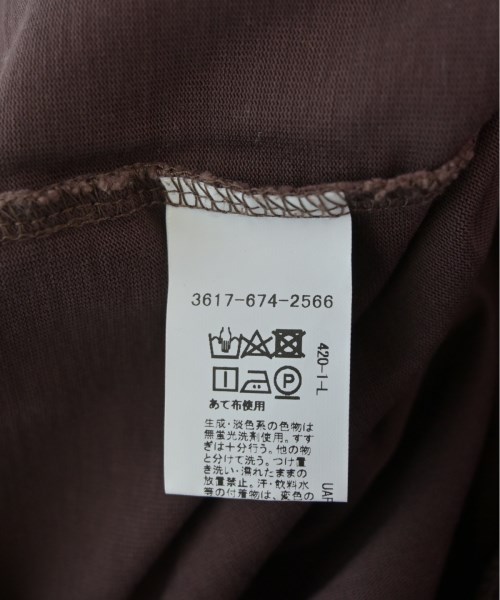 3617-674-2566
420-1-L
あて布使用
生成・淡色系の色物は
無蛍光洗剤使用。すす
ぎは十分行う。他の物
と分けて洗う。つけ置
き洗い・濡れたままの
放置禁止。汗・飲料水
等の付着物は、変色の
UAF